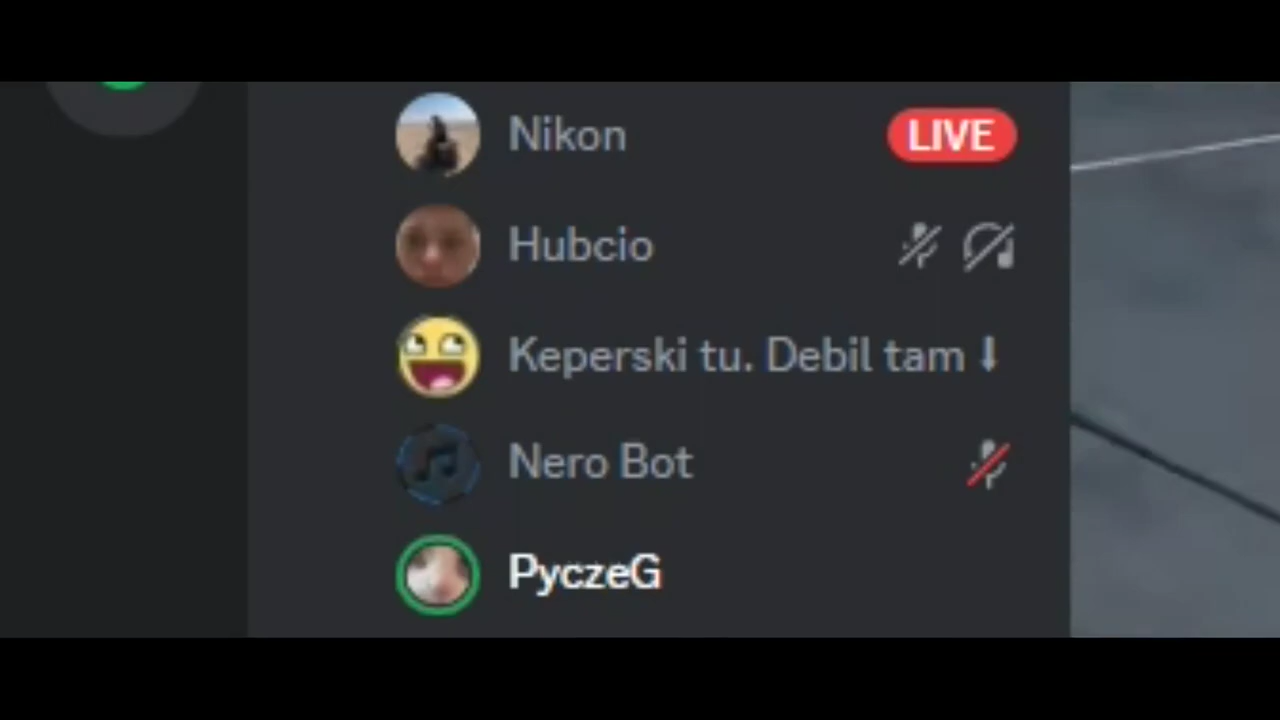 Nikon LIVE
Hubcio
Keperski tu. Debil tam ⬇
Nero Bot
PyczeG